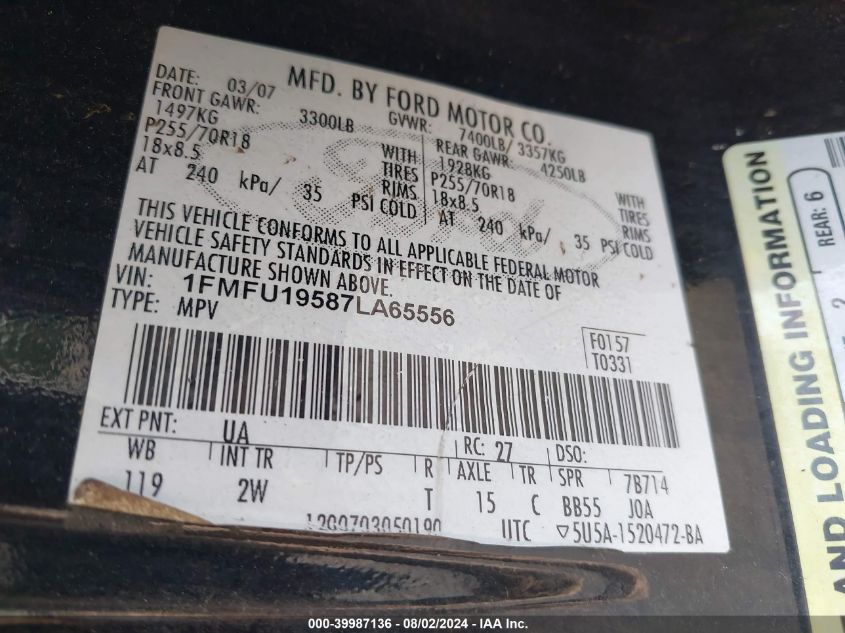 MFD. BY FORD MOTOR CO.
DATE: 03/07 GVWR: 7400LB/ 3357KG
FRONT GAWR: 3300LB REAR GAWR: 4250LB
1497KG WITH 1928KG WITH
P255/70R18 TIRES P255/70R18 TIRES
18x8.5 RIMS 18x8.5 RIMS
AT 240 kPa/ 35 PSI COLD AT 240 kPa/ 35 PSI COLD
THIS VEHICLE CONFORMS TO ALL APPLICABLE FEDERAL MOTOR
VEHICLE SAFETY STANDARDS IN EFFECT ON THE DATE OF
MANUFACTURE SHOWN ABOVE.
VIN: 1FMFU19587LA65556
TYPE: MPV
F0157
T0331
EXT PNT: UA RC: 27 DSO:
WB INT TR TP/PS R AXLE TR SPR 7B714
119 2W T 15 C BB55 JOA
1200703050190 IITC ▽5U5A-1520472-BA
Ford
AND LOADING INFORMATION
REAR: 6
2
000-39987136 - 08/02/2024 - IAA Inc.